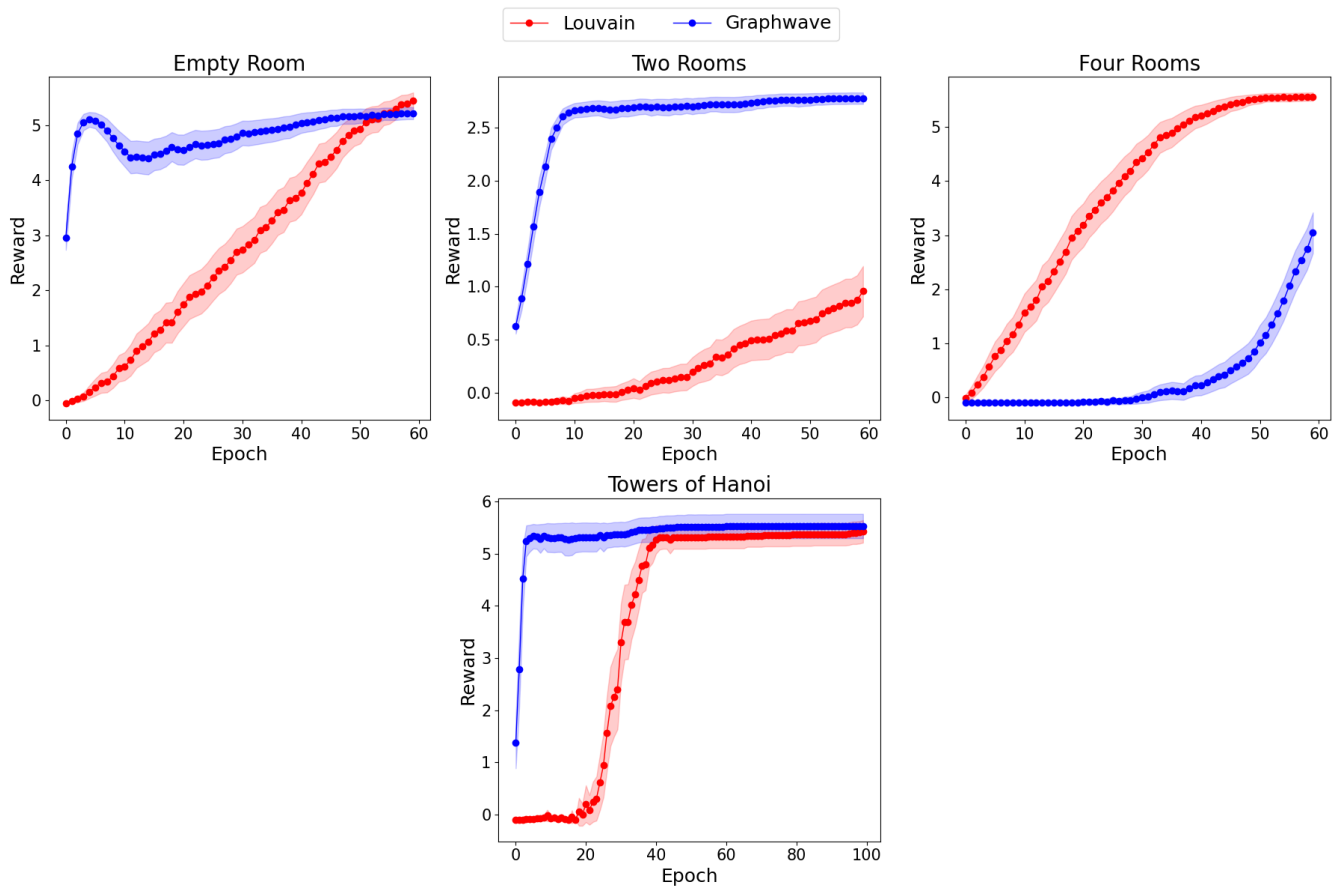 Louvain Graphwave
Empty Room Two Rooms Four Rooms
Reward
5
4
3
2
1
0
0 10 20 30 40 50 60
Epoch
Reward
2.5
2.0
1.5
1.0
0.5
0.0
0 10 20 30 40 50 60
Epoch
Reward
5
4
3
2
1
0
0 10 20 30 40 50 60
Epoch
Towers of Hanoi
Reward
6
5
4
3
2
1
0
0 20 40 60 80 100
Epoch